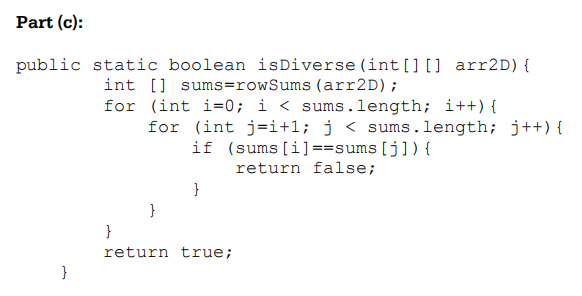 Part (c):
public static boolean isDiverse(int[][] arr2D){
int [] sums=rowSums(arr2D);
for (int i=0; i < sums.length; i++){
for (int j=i+1; j < sums.length; j++){
if (sums[i]==sums[j]){
return false;
}
}
}
return true;
}